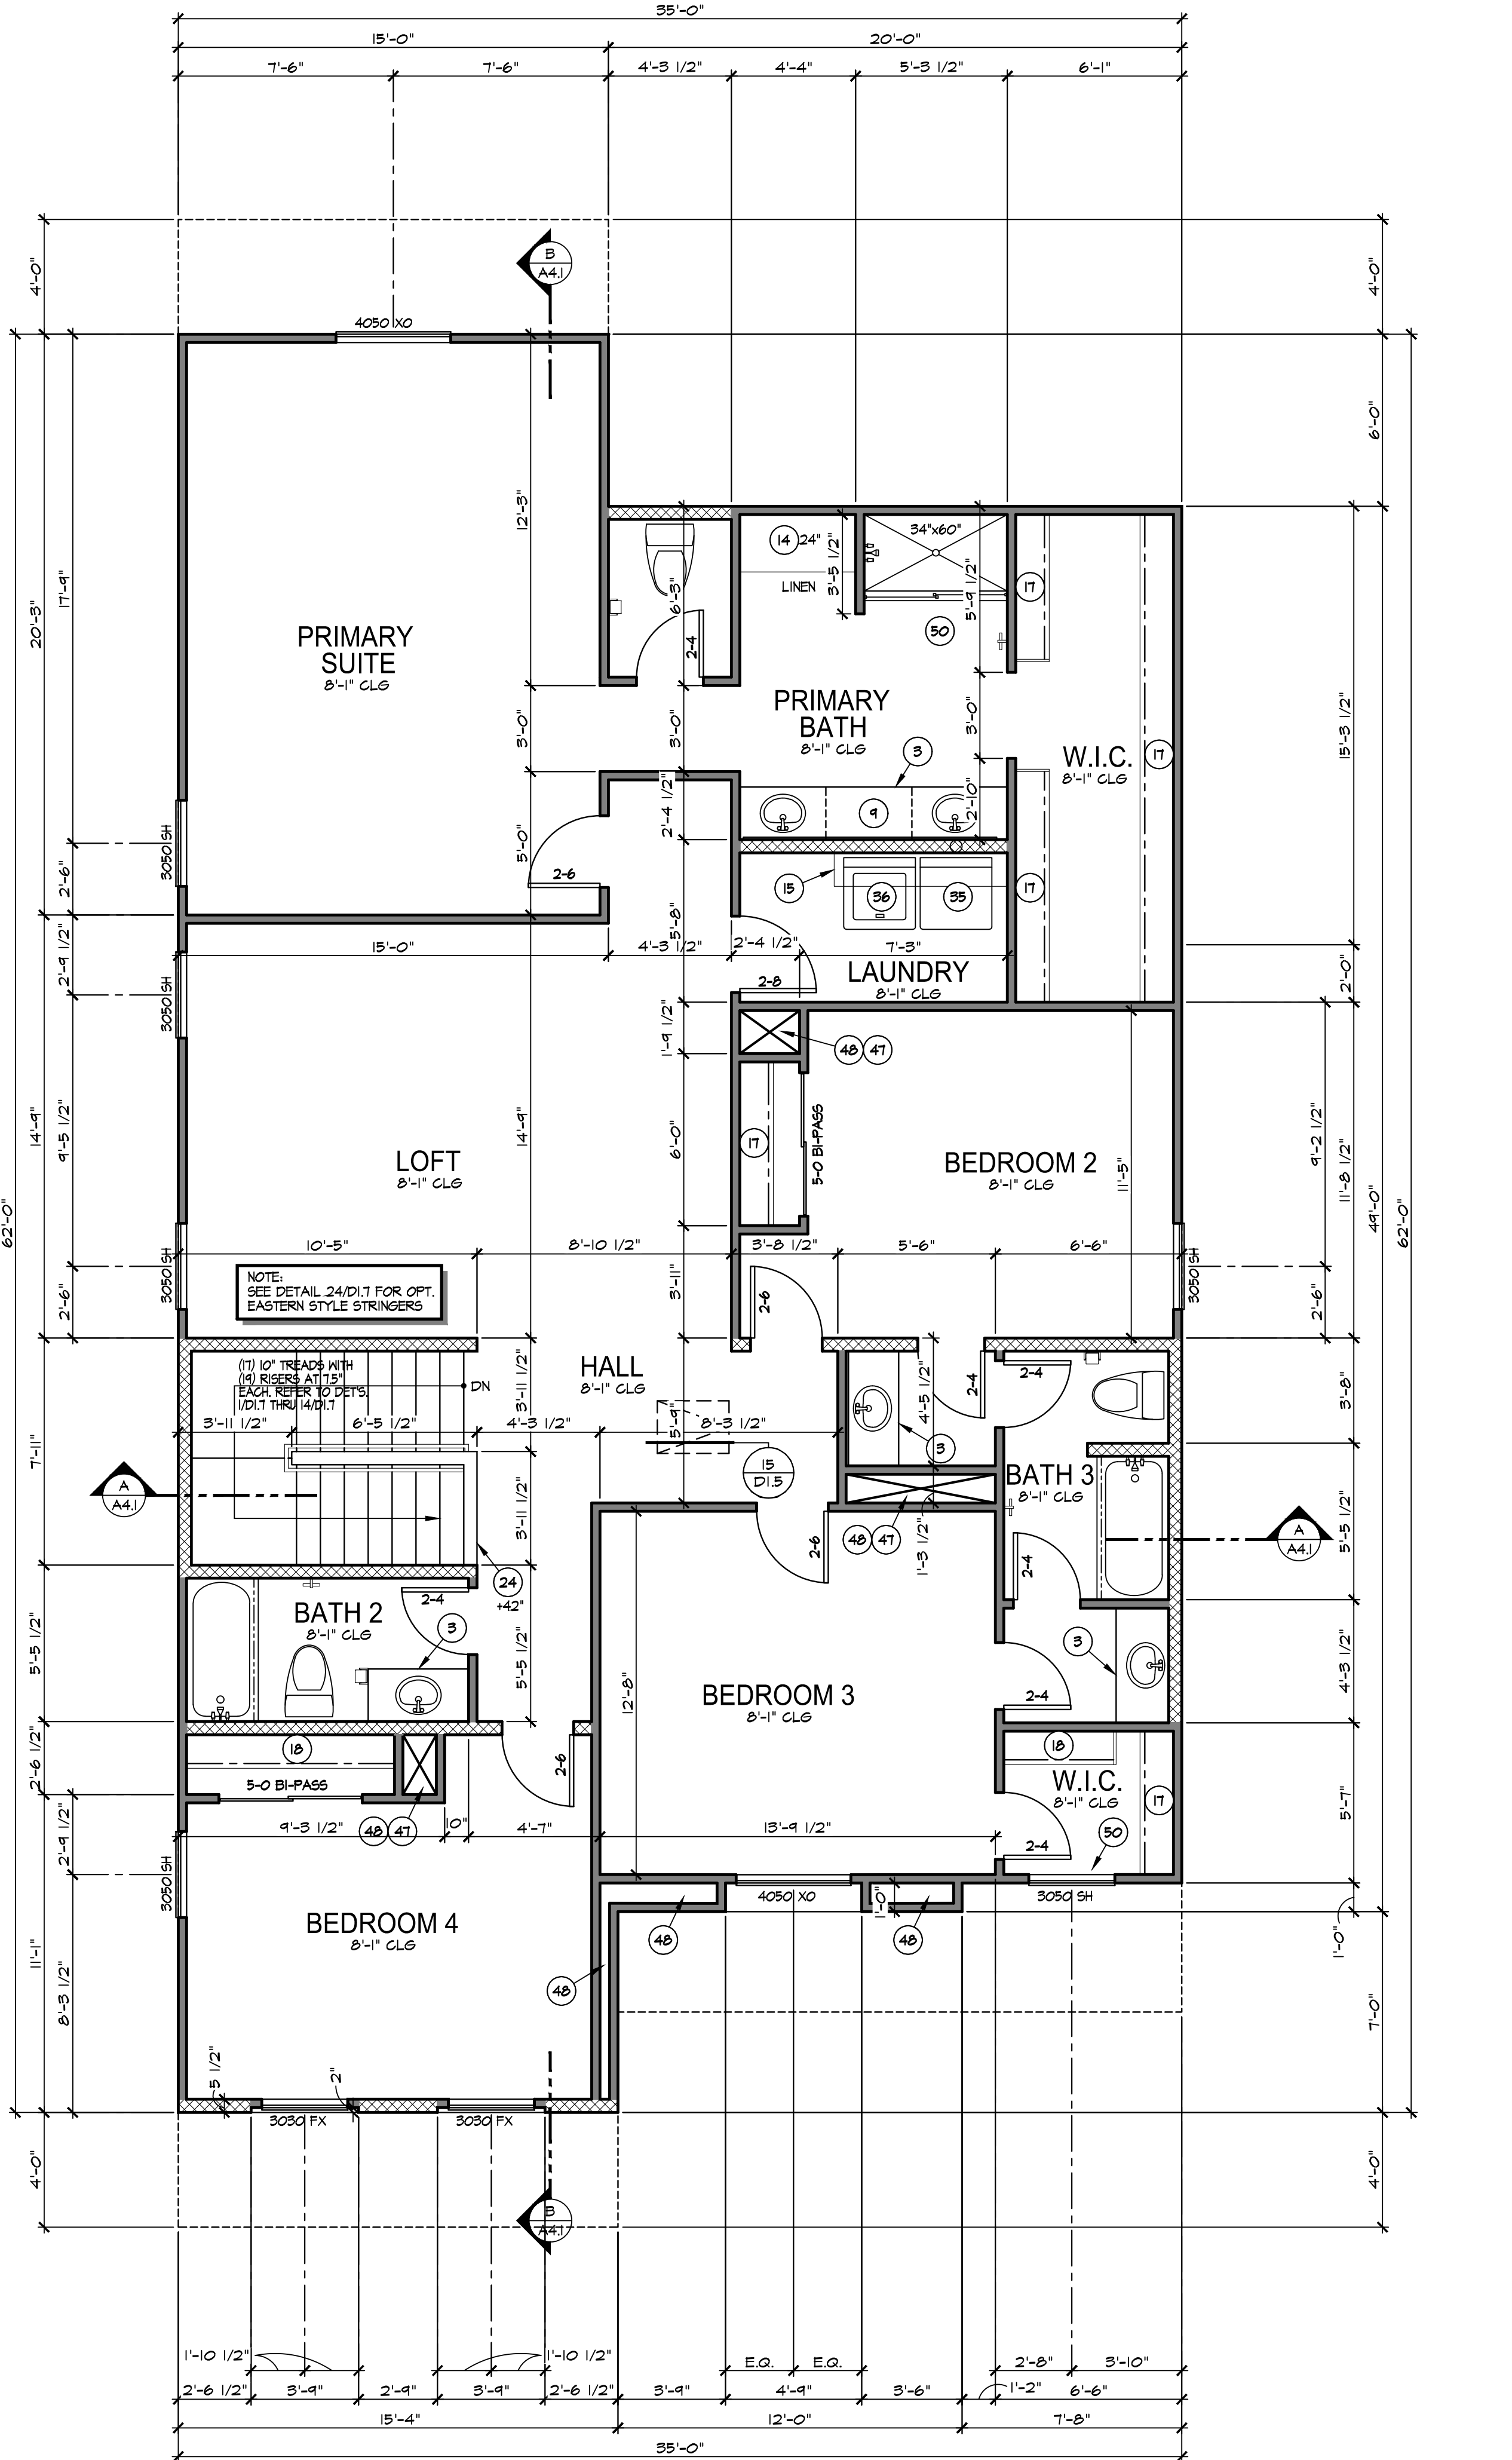 35'-0"
15'-0"
20'-0"
7'-6"
7'-6"
4'-3 1/2"
4'-4"
5'-3 1/2"
6'-1"
4'-0"
B
A4.1
4'-0"
4050 XO
6'-0"
20'-3"
17'-9"
12'-3"
PRIMARY
SUITE
8'-1" CLG
6'-3"
2-4
14
24"
LINEN
3'-5 1/2"
34"x60"
5'-9 1/2"
50
17
PRIMARY
BATH
8'-1" CLG
3
3'-0"
3'-0"
3'-0"
W.I.C.
8'-1" CLG
17
15'-3 1/2"
2'-4 1/2"
9
2'-10"
3050 SH
2'-6"
5'-0"
2-6
15
36
35
17
5'-8"
15'-0"
4'-3 1/2"
2'-4 1/2"
7'-3"
LAUNDRY
8'-1" CLG
2-8
2'-9 1/2"
3050 SH
2'-0"
1'-9 1/2"
48
47
14'-9"
9'-5 1/2"
14'-9"
LOFT
8'-1" CLG
6'-0"
17
5-0 BI-PASS
BEDROOM 2
8'-1" CLG
11'-5"
9'-2 1/2"
11'-8 1/2"
49'-0"
62'-0"
62'-0"
10'-5"
8'-10 1/2"
3'-8 1/2"
5'-6"
6'-6"
3050 SH
2'-6"
NOTE:
SEE DETAIL 24/D1.7 FOR OPT.
EASTERN STYLE STRINGERS
3'-11"
2-6
3050 SH
2'-6"
(17) 10" TREADS WITH
(19) RISERS AT 7.5"
EACH. REFER TO DET'S.
1/D1.7 THRU 14/D1.7
DN
HALL
8'-1" CLG
3'-11 1/2"
4'-5 1/2"
2-4
2-4
3'-8"
3'-11 1/2"
6'-5 1/2"
4'-3 1/2"
5'-9"
8'-3 1/2"
3
7'-11"
15
D1.5
BATH 3
8'-1" CLG
A
A4.1
3'-11 1/2"
48
47
1'-3 1/2"
2-6
2-4
5'-5 1/2"
A
A4.1
24
+42"
BATH 2
8'-1" CLG
2-4
3
5'-5 1/2"
5'-5 1/2"
12'-8"
BEDROOM 3
8'-1" CLG
3
2-4
4'-3 1/2"
2'-6 1/2"
18
5-0 BI-PASS
2-6
18
W.I.C.
8'-1" CLG
17
5'-7"
9'-3 1/2"
48
47
10"
4'-7"
13'-9 1/2"
2-4
50
2'-9 1/2"
3050 SH
4050 XO
1'-0"
3050 SH
BEDROOM 4
8'-1" CLG
48
48
1'-0"
11'-1"
8'-3 1/2"
48
7'-0"
5 1/2"
2"
3030 FX
3030 FX
4'-0"
B
A4.1
4'-0"
1'-10 1/2"
1'-10 1/2"
E.Q.
E.Q.
2'-8"
3'-10"
2'-6 1/2"
3'-9"
2'-9"
3'-9"
2'-6 1/2"
3'-9"
4'-9"
3'-6"
1'-2"
6'-6"
15'-4"
12'-0"
7'-8"
35'-0"